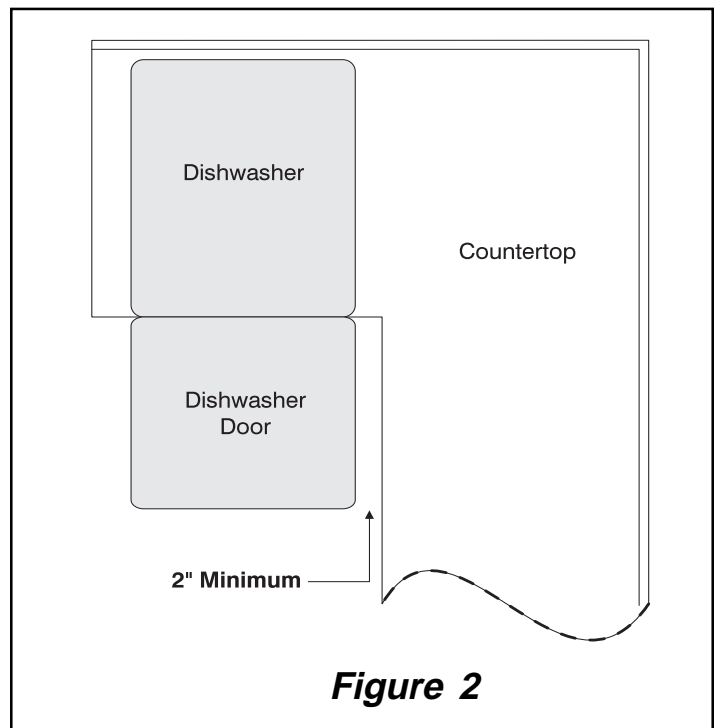 Dishwasher
Countertop
Dishwasher
Door
2" Minimum
Figure 2